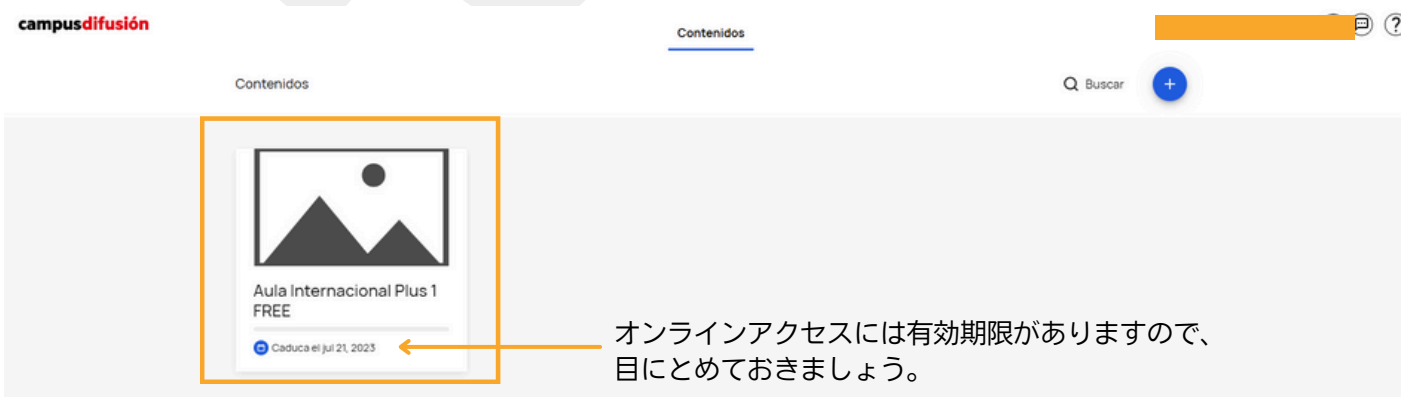 campusdifusión
Contenidos
Contenidos
Buscar
Aula Internacional Plus 1
FREE
Caduca el jul 21, 2023
オンラインアクセスには有効期限がありますので、
目にとめておきましょう。